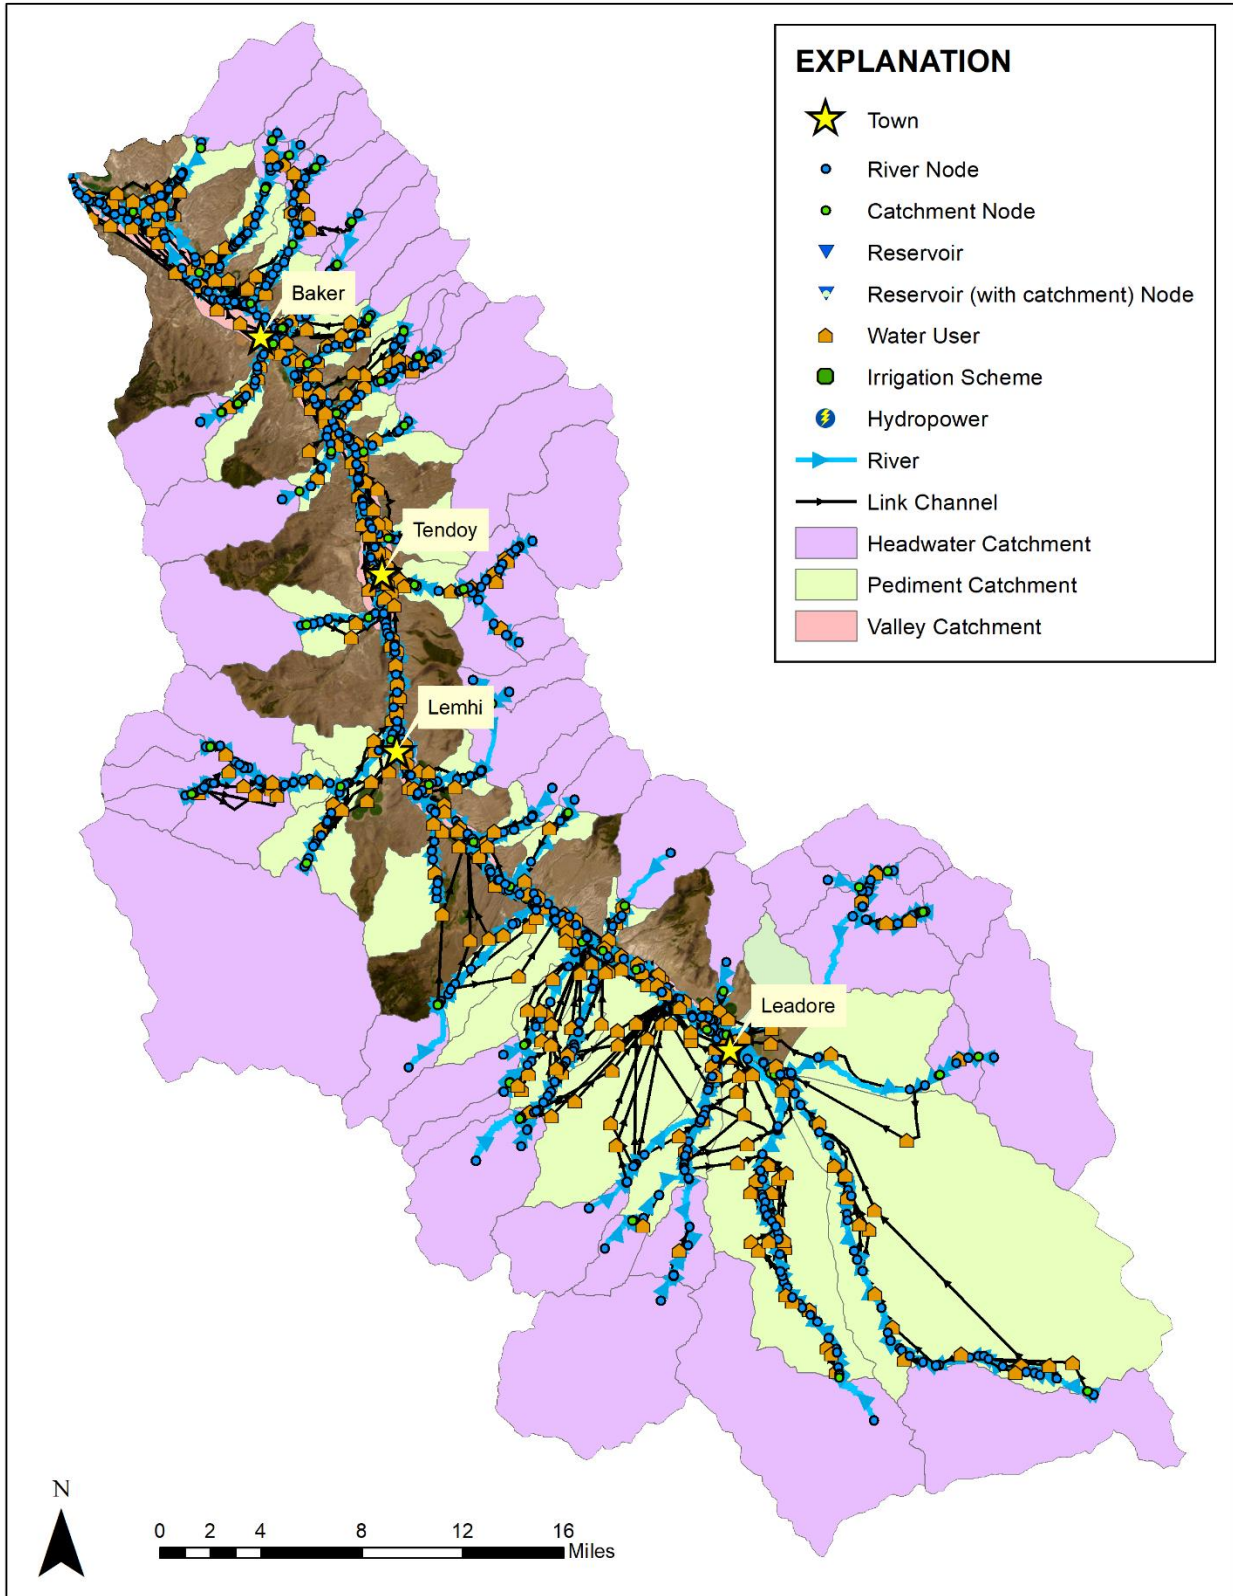 EXPLANATION
Town
River Node
Catchment Node
Reservoir
Reservoir (with catchment) Node
Water User
Irrigation Scheme
Hydropower
River
Link Channel
Headwater Catchment
Pediment Catchment
Valley Catchment
Baker
Tendoy
Lemhi
Leadore
N
0 2 4 8 12 16
Miles